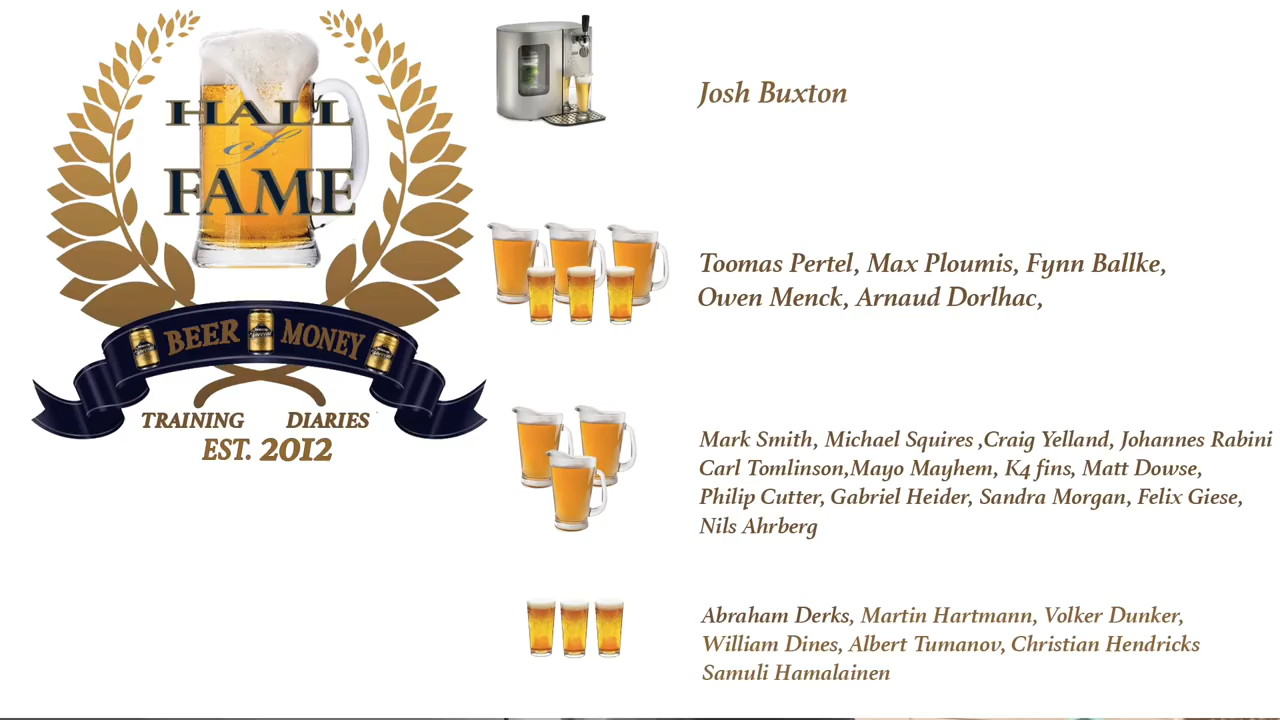 HALL
of
FAME
BEER MONEY
TRAINING DIARIES
EST. 2012
Josh Buxton
Toomas Pertel, Max Ploumis, Fynn Ballke,
Owen Menck, Arnaud Dorlhac,
Mark Smith, Michael Squires ,Craig Yelland, Johannes Rabini
Carl Tomlinson,Mayo Mayhem, K4 fins, Matt Dowse,
Philip Cutter, Gabriel Heider, Sandra Morgan, Felix Giese,
Nils Ahrberg
Abraham Derks, Martin Hartmann, Volker Dunker,
William Dines, Albert Tumanov, Christian Hendricks
Samuli Hamalainen